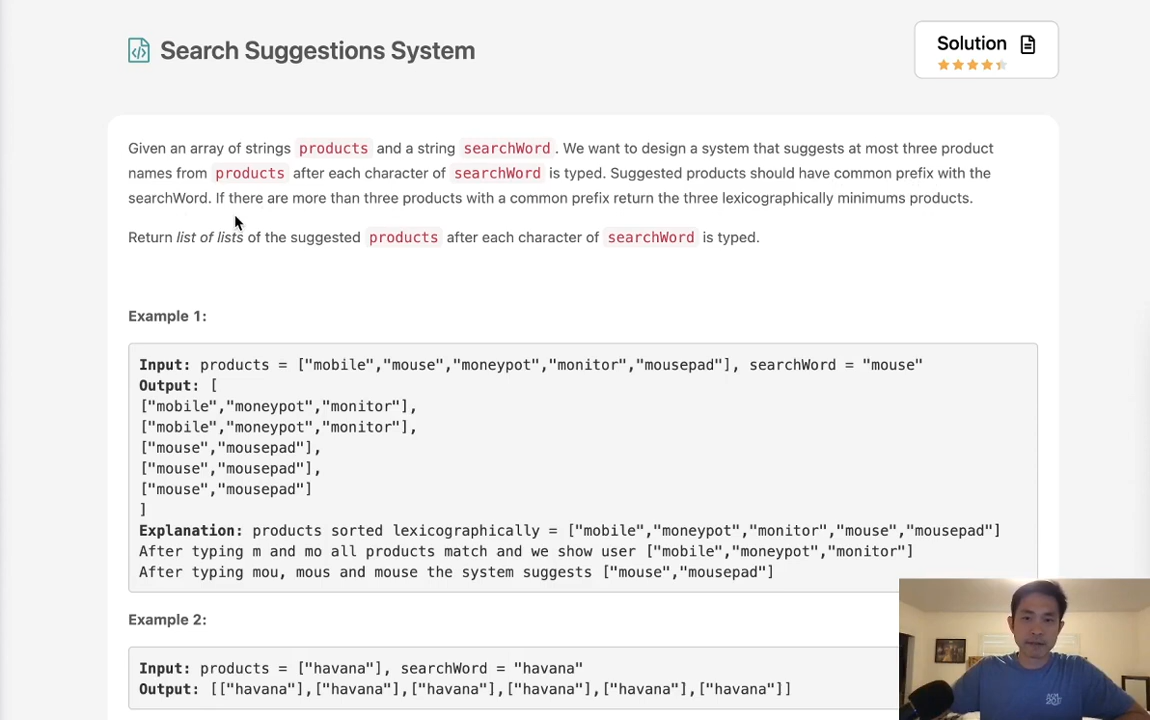 Search Suggestions System
Solution
Given an array of strings products and a string searchWord. We want to design a system that suggests at most three product
names from products after each character of searchWord is typed. Suggested products should have common prefix with the
searchWord. If there are more than three products with a common prefix return the three lexicographically minimums products.
Return list of lists of the suggested products after each character of searchWord is typed.
Example 1:
Input: products = ["mobile","mouse","moneypot","monitor","mousepad"], searchWord = "mouse"
Output: [
["mobile","moneypot","monitor"],
["mobile","moneypot","monitor"],
["mouse","mousepad"],
["mouse","mousepad"],
["mouse","mousepad"]
]
Explanation: products sorted lexicographically = ["mobile","moneypot","monitor","mouse","mousepad"]
After typing m and mo all products match and we show user ["mobile","moneypot","monitor"]
After typing mou, mous and mouse the system suggests ["mouse","mousepad"]
Example 2:
Input: products = ["havana"], searchWord = "havana"
Output: [["havana"],["havana"],["havana"],["havana"],["havana"],["havana"]]